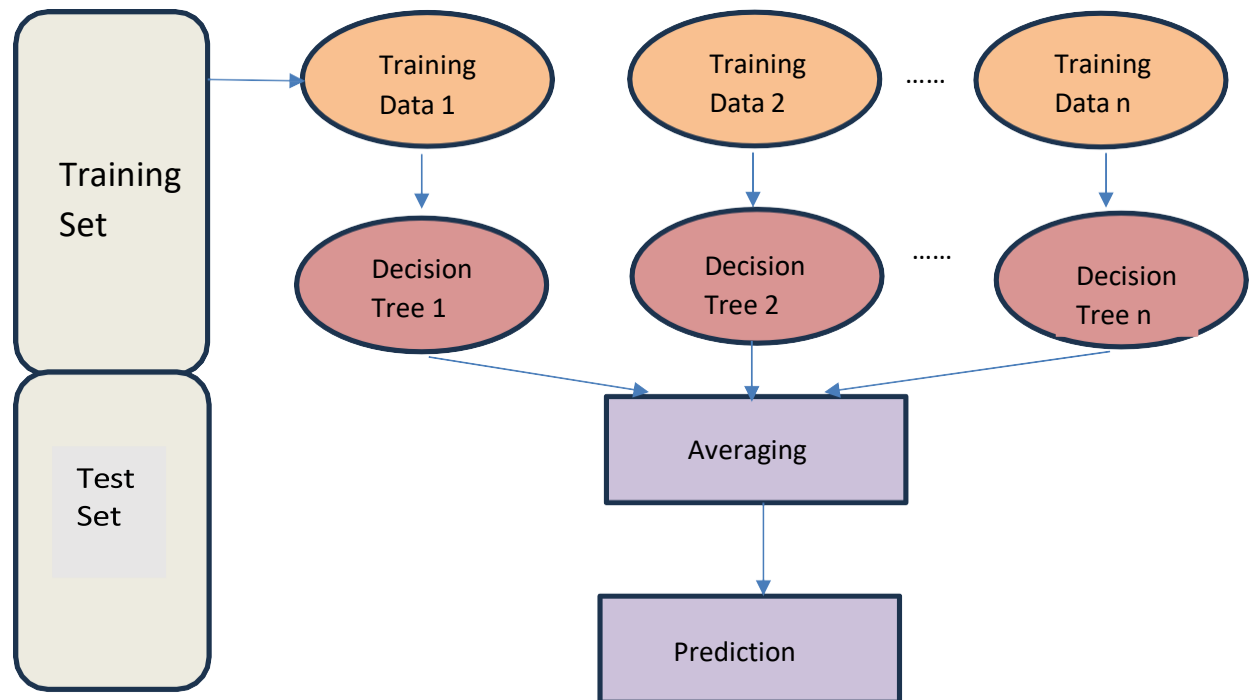 Training
Set
Training
Data 1
Training
Data 2
......
Training
Data n
Decision
Tree 1
Decision
Tree 2
......
Decision
Tree n
Averaging
Test
Set
Prediction